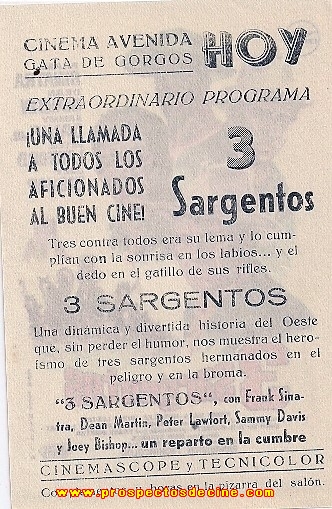 CINEMA AVENIDA
GATA DE GORGOS
HOY
EXTRAORDINARIO PROGRAMA
¡UNA LLAMADA
A TODOS LOS
AFICIONADOS
AL BUEN CINE!
3
Sargentos
Tres contra todos era su lema y lo cum-
plían con la sonrisa en los labios... y el
dedo en el gatillo de sus rifles.
3 SARGENTOS
Una dinámica y divertida historia del Oeste
que, sin perder el humor, nos muestra el hero-
ísmo de tres sargentos hermanados en el
peligro y en la broma.
"3 SARGENTOS", con Frank Sina-
tra, Dean Martin, Peter Lawfort, Sammy Davis
y Joey Bishop... un reparto en la cumbre
CINEMASCOPE y TECNICOLOR
horas en la pizarra del salón.
www.prospectosdecine.com